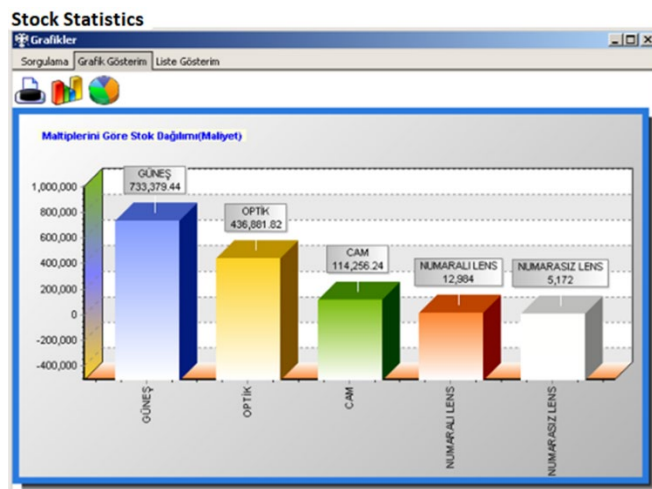 Stock Statistics
Grafikler
Sorgulama Grafik Gösterim Liste Gösterim
Maltiplerini Göre Stok Dağılımı(Maliyet)
GÜNEŞ
733,379.44
OPTİK
436,881.82
CAM
114,256.24
NUMARALI LENS
12,984
NUMARASIZ LENS
5,172
1,000,000
800,000
600,000
400,000
200,000
0
-200,000
-400,000
GÜNEŞ
OPTİK
CAM
NUMARALI LENS
NUMARASIZ LENS